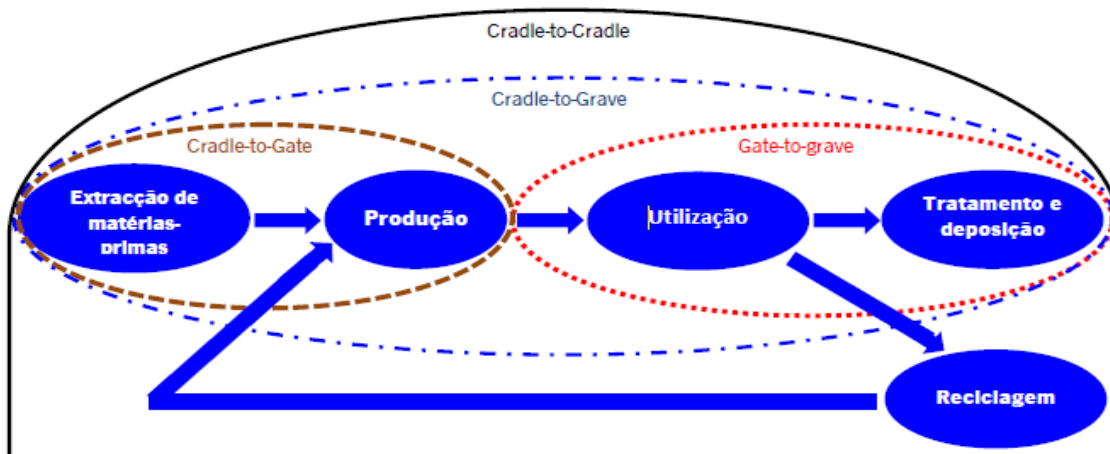 Cradle-to-Cradle
Cradle-to-Grave
Cradle-to-Gate
Gate-to-grave
Extracção de
matérias-
primas
Produção
Utilização
Tratamento e
deposição
Reciclagem